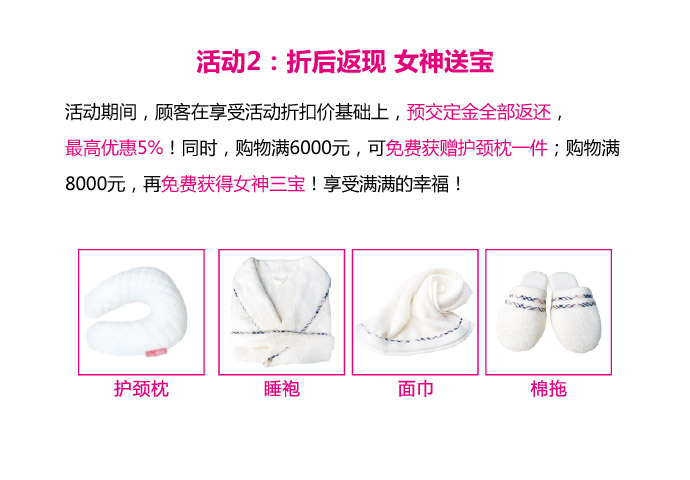 活动2：折后返现 女神送宝
活动期间，顾客在享受活动折扣价基础上，预交定金全部返还，
最高优惠5%！同时，购物满6000元，可免费获赠护颈枕一件；购物满
8000元，再免费获得女神三宝！享受满满的幸福！
护颈枕
睡袍
面巾
棉拖